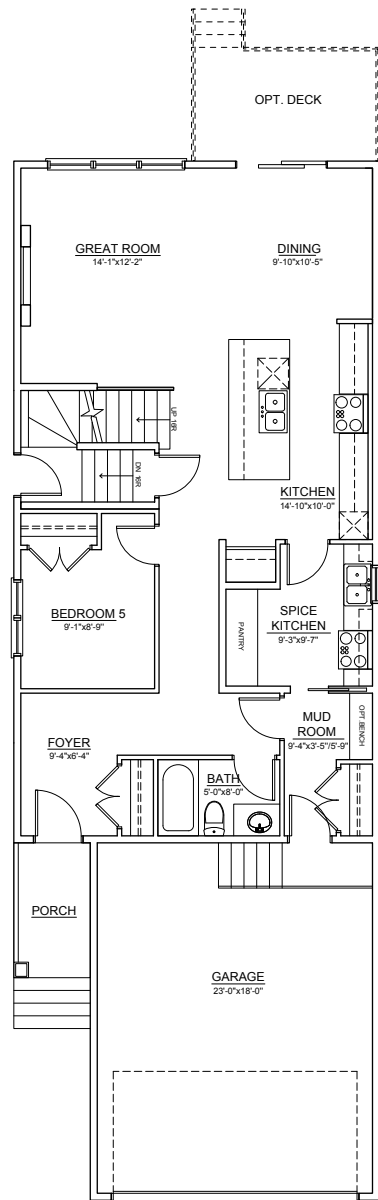 OPT. DECK
GREAT ROOM
14'-1"x12'-2"
DINING
9'-10"x10'-5"
UP 16R
DN 15R
KITCHEN
14'-10"x10'-0"
BEDROOM 5
9'-1"x8'-9"
PANTRY
SPICE
KITCHEN
9'-3"x9'-7"
MUD
ROOM
9'-4"x3'-5"/5'-9"
OPT.BENCH
FOYER
9'-4"x6'-4"
BATH
5'-0"x8'-0"
PORCH
GARAGE
23'-0"x18'-0"